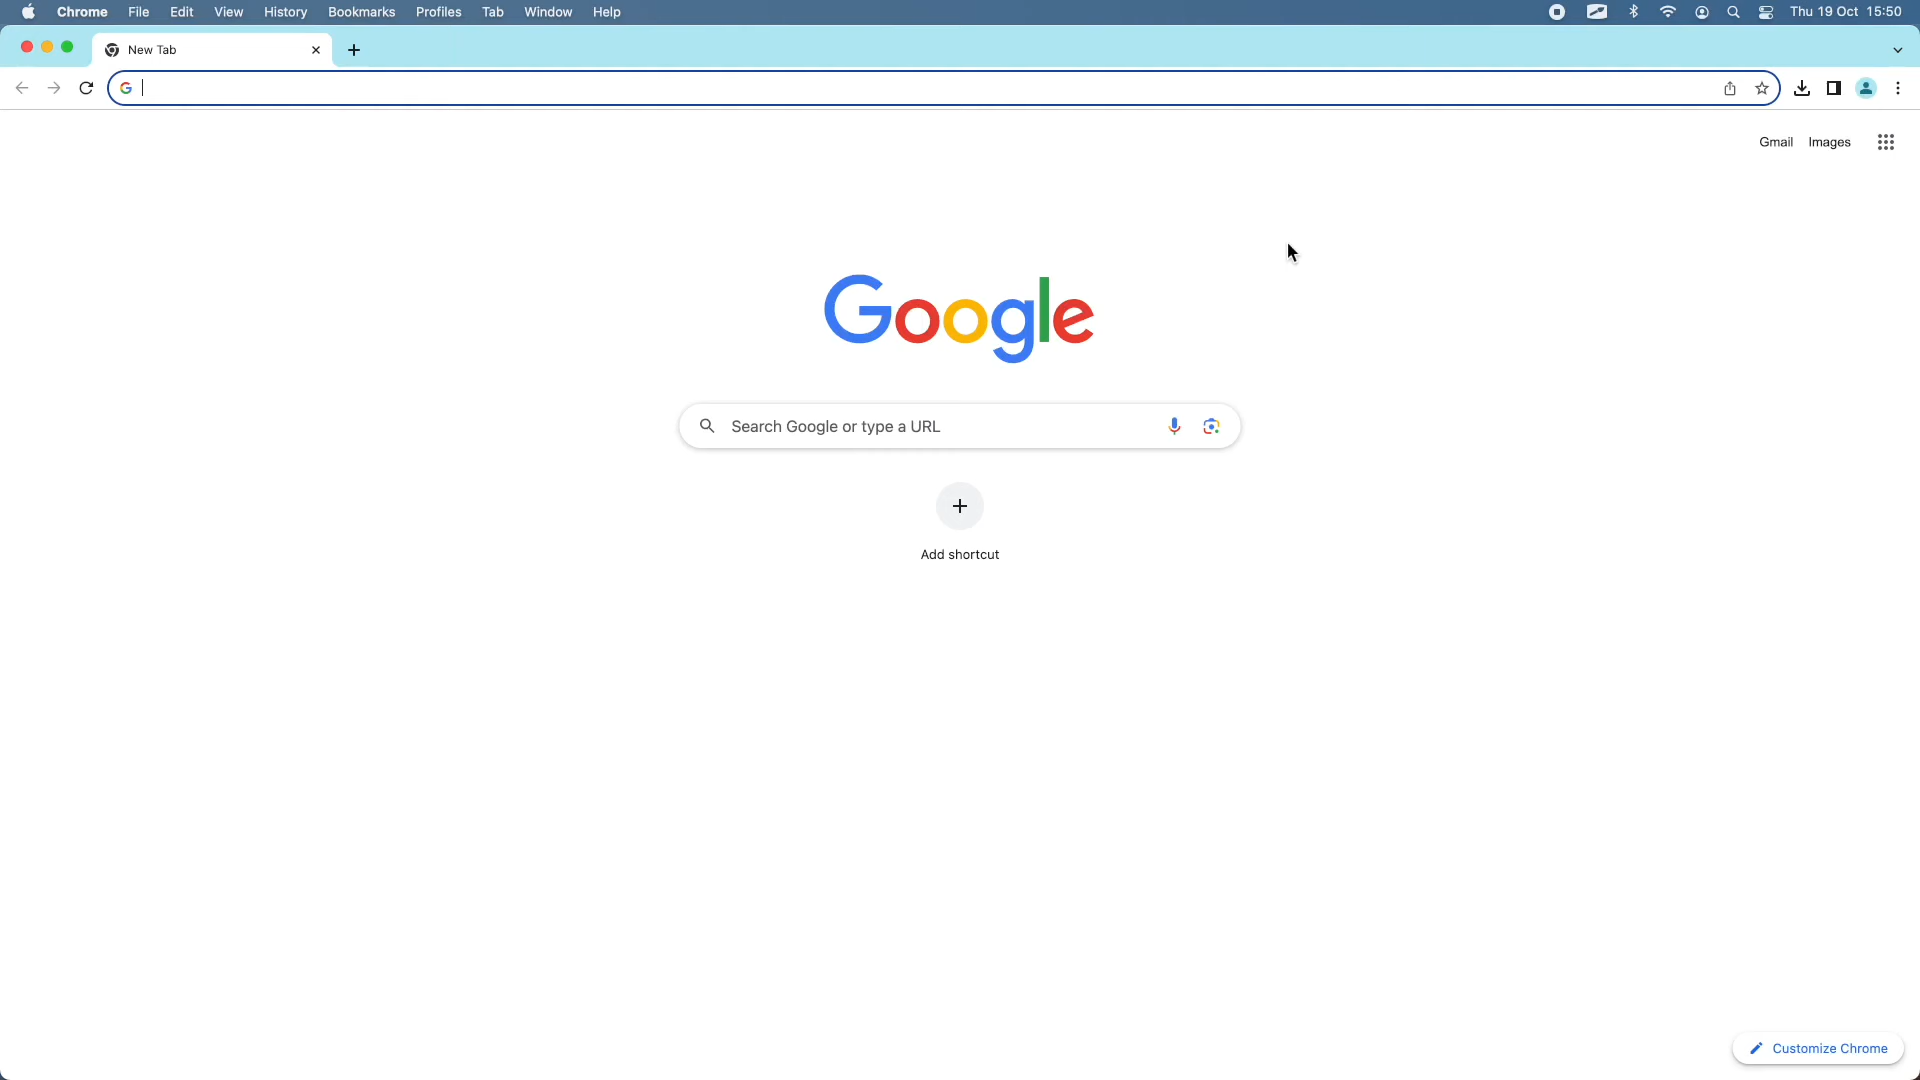 Chrome File Edit View History Bookmarks Profiles Tab Window Help Thu 19 Oct 15:50
New Tab
Gmail Images
Google
Search Google or type a URL
Add shortcut
Customize Chrome